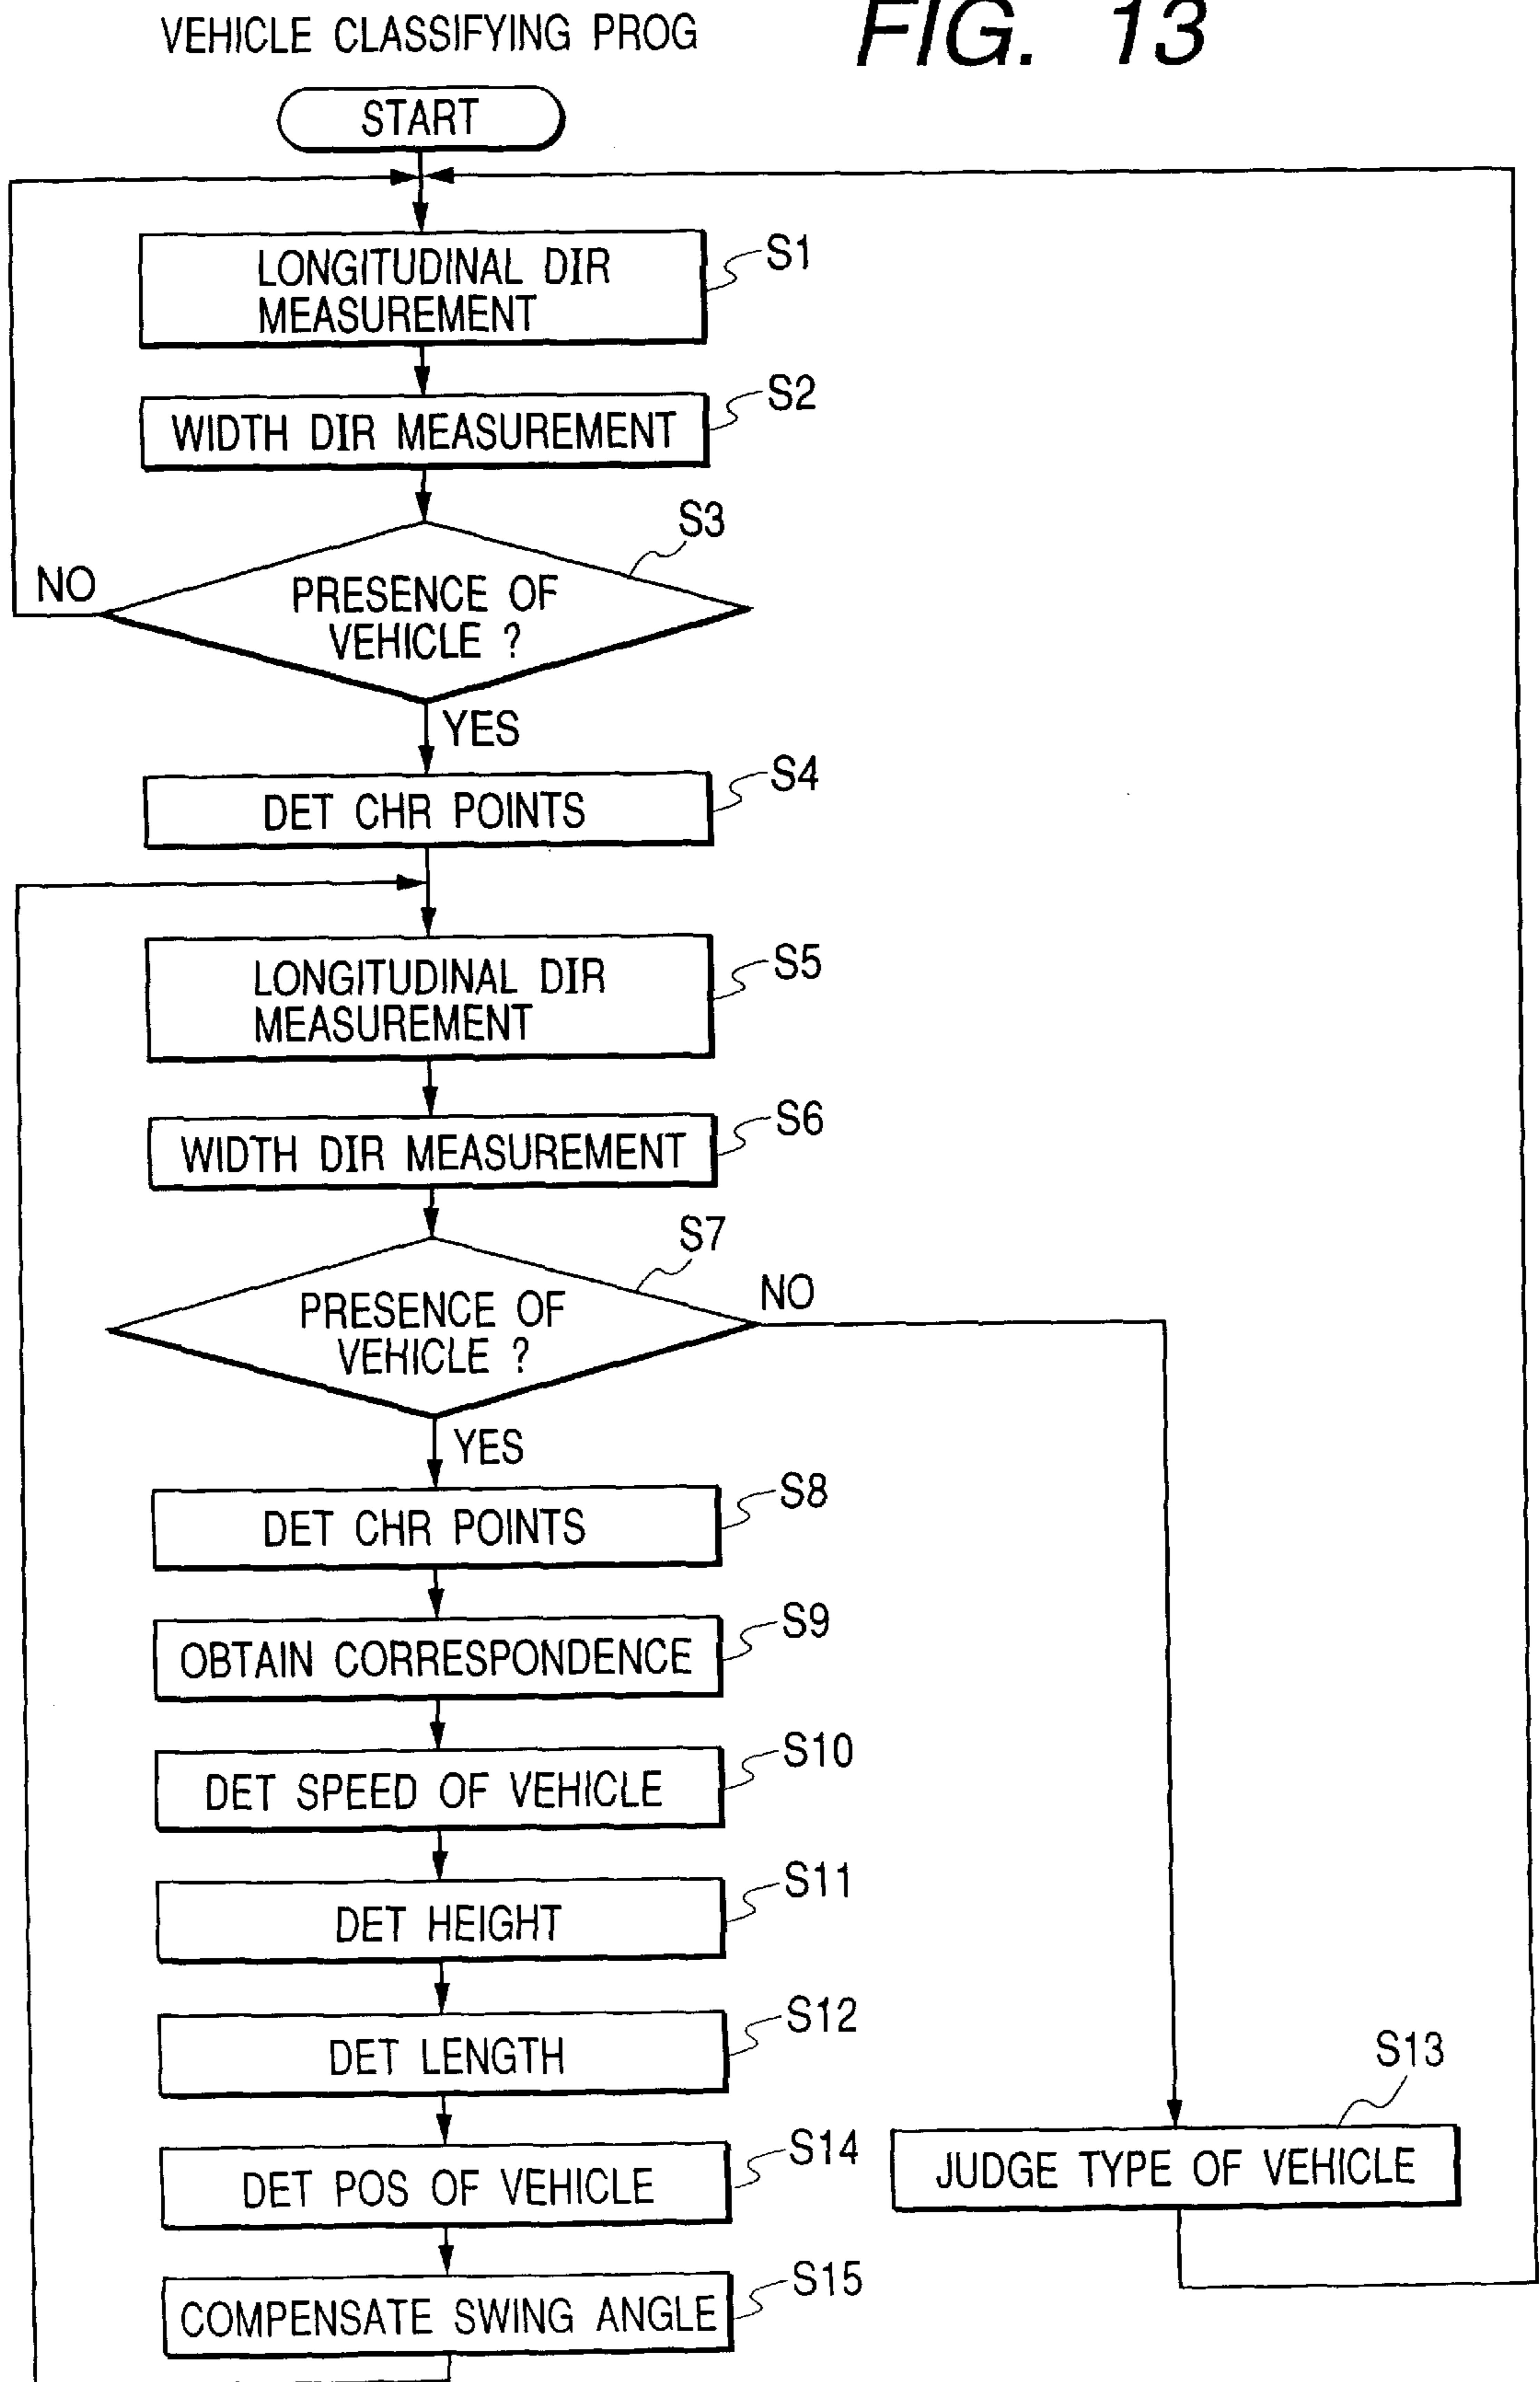 VEHICLE CLASSIFYING PROG
FIG. 13
START
LONGITUDINAL DIR
MEASUREMENT
S1
WIDTH DIR MEASUREMENT
S2
S3
PRESENCE OF
VEHICLE ?
NO
YES
DET CHR POINTS
S4
LONGITUDINAL DIR
MEASUREMENT
S5
WIDTH DIR MEASUREMENT
S6
S7
PRESENCE OF
VEHICLE ?
NO
YES
DET CHR POINTS
S8
OBTAIN CORRESPONDENCE
S9
DET SPEED OF VEHICLE
S10
DET HEIGHT
S11
DET LENGTH
S12
S13
JUDGE TYPE OF VEHICLE
DET POS OF VEHICLE
S14
COMPENSATE SWING ANGLE
S15